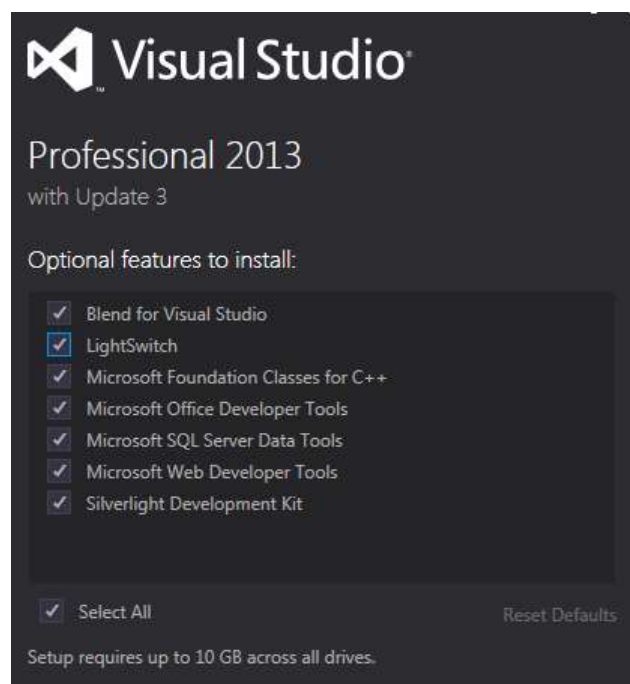 Visual Studio
Professional 2013
with Update 3
Optional features to install:
Blend for Visual Studio
LightSwitch
Microsoft Foundation Classes for C++
Microsoft Office Developer Tools
Microsoft SQL Server Data Tools
Microsoft Web Developer Tools
Silverlight Development Kit
Select All
Reset Defaults
Setup requires up to 10 GB across all drives.